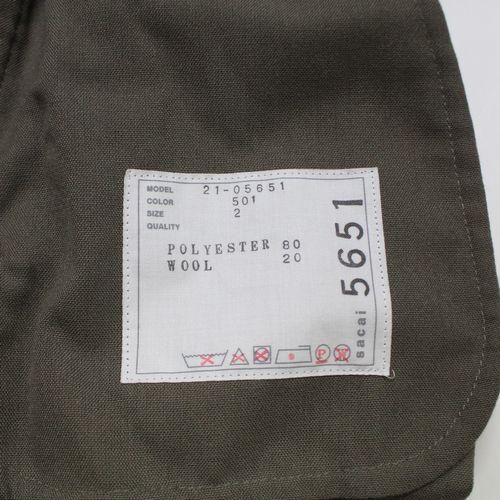 MODEL 21-05651
COLOR 501
SIZE 2
QUALITY
POLYESTER 80
WOOL 20
P W
sacai 5651